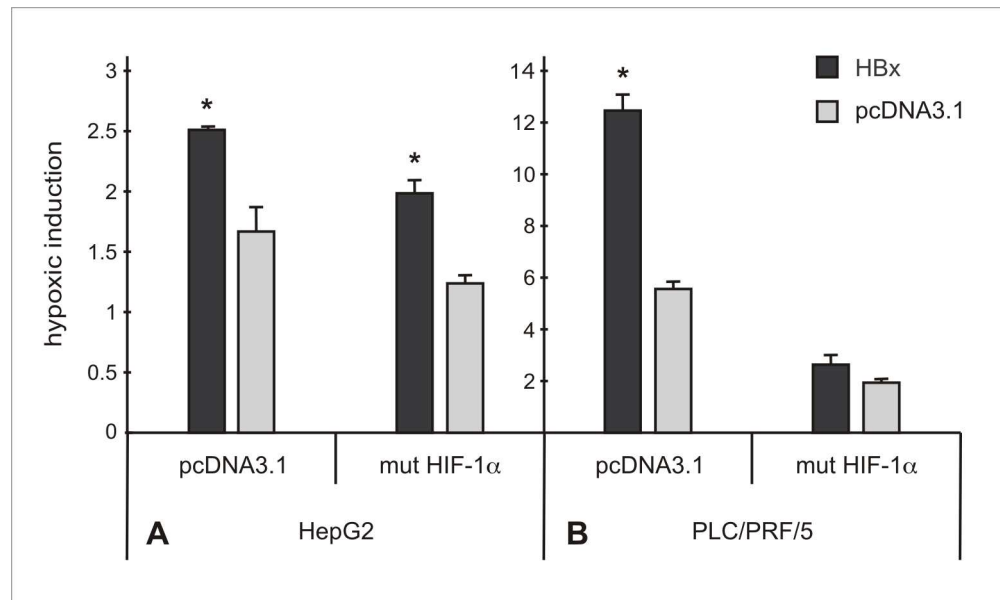 hypoxic induction
3
2.5
2
1.5
1
0.5
0
*
*
pcDNA3.1
mut HIF-1α
A
HepG2
14
12
10
8
6
4
2
*
pcDNA3.1
mut HIF-1α
B
PLC/PRF/5
HBx
pcDNA3.1